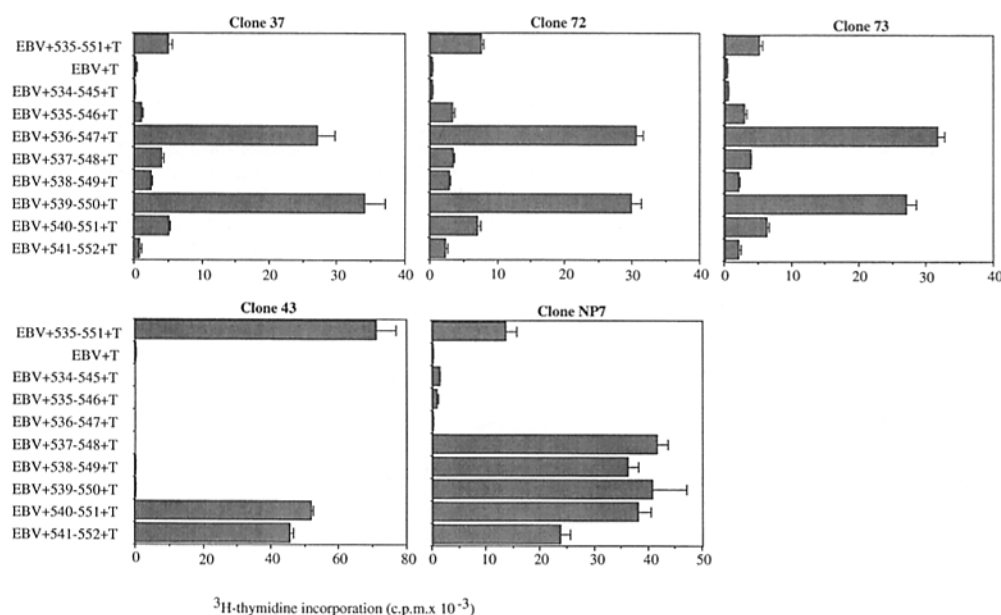 Clone 37
Clone 72
Clone 73
EBV+535-551+T
EBV+T
EBV+534-545+T
EBV+535-546+T
EBV+536-547+T
EBV+537-548+T
EBV+538-549+T
EBV+539-550+T
EBV+540-551+T
EBV+541-552+T
0 10 20 30 40
0 10 20 30 40
0 10 20 30 40
Clone 43
Clone NP7
EBV+535-551+T
EBV+T
EBV+534-545+T
EBV+535-546+T
EBV+536-547+T
EBV+537-548+T
EBV+538-549+T
EBV+539-550+T
EBV+540-551+T
EBV+541-552+T
0 20 40 60 80
0 10 20 30 40 50
³H-thymidine incorporation (c.p.m.x 10⁻³)